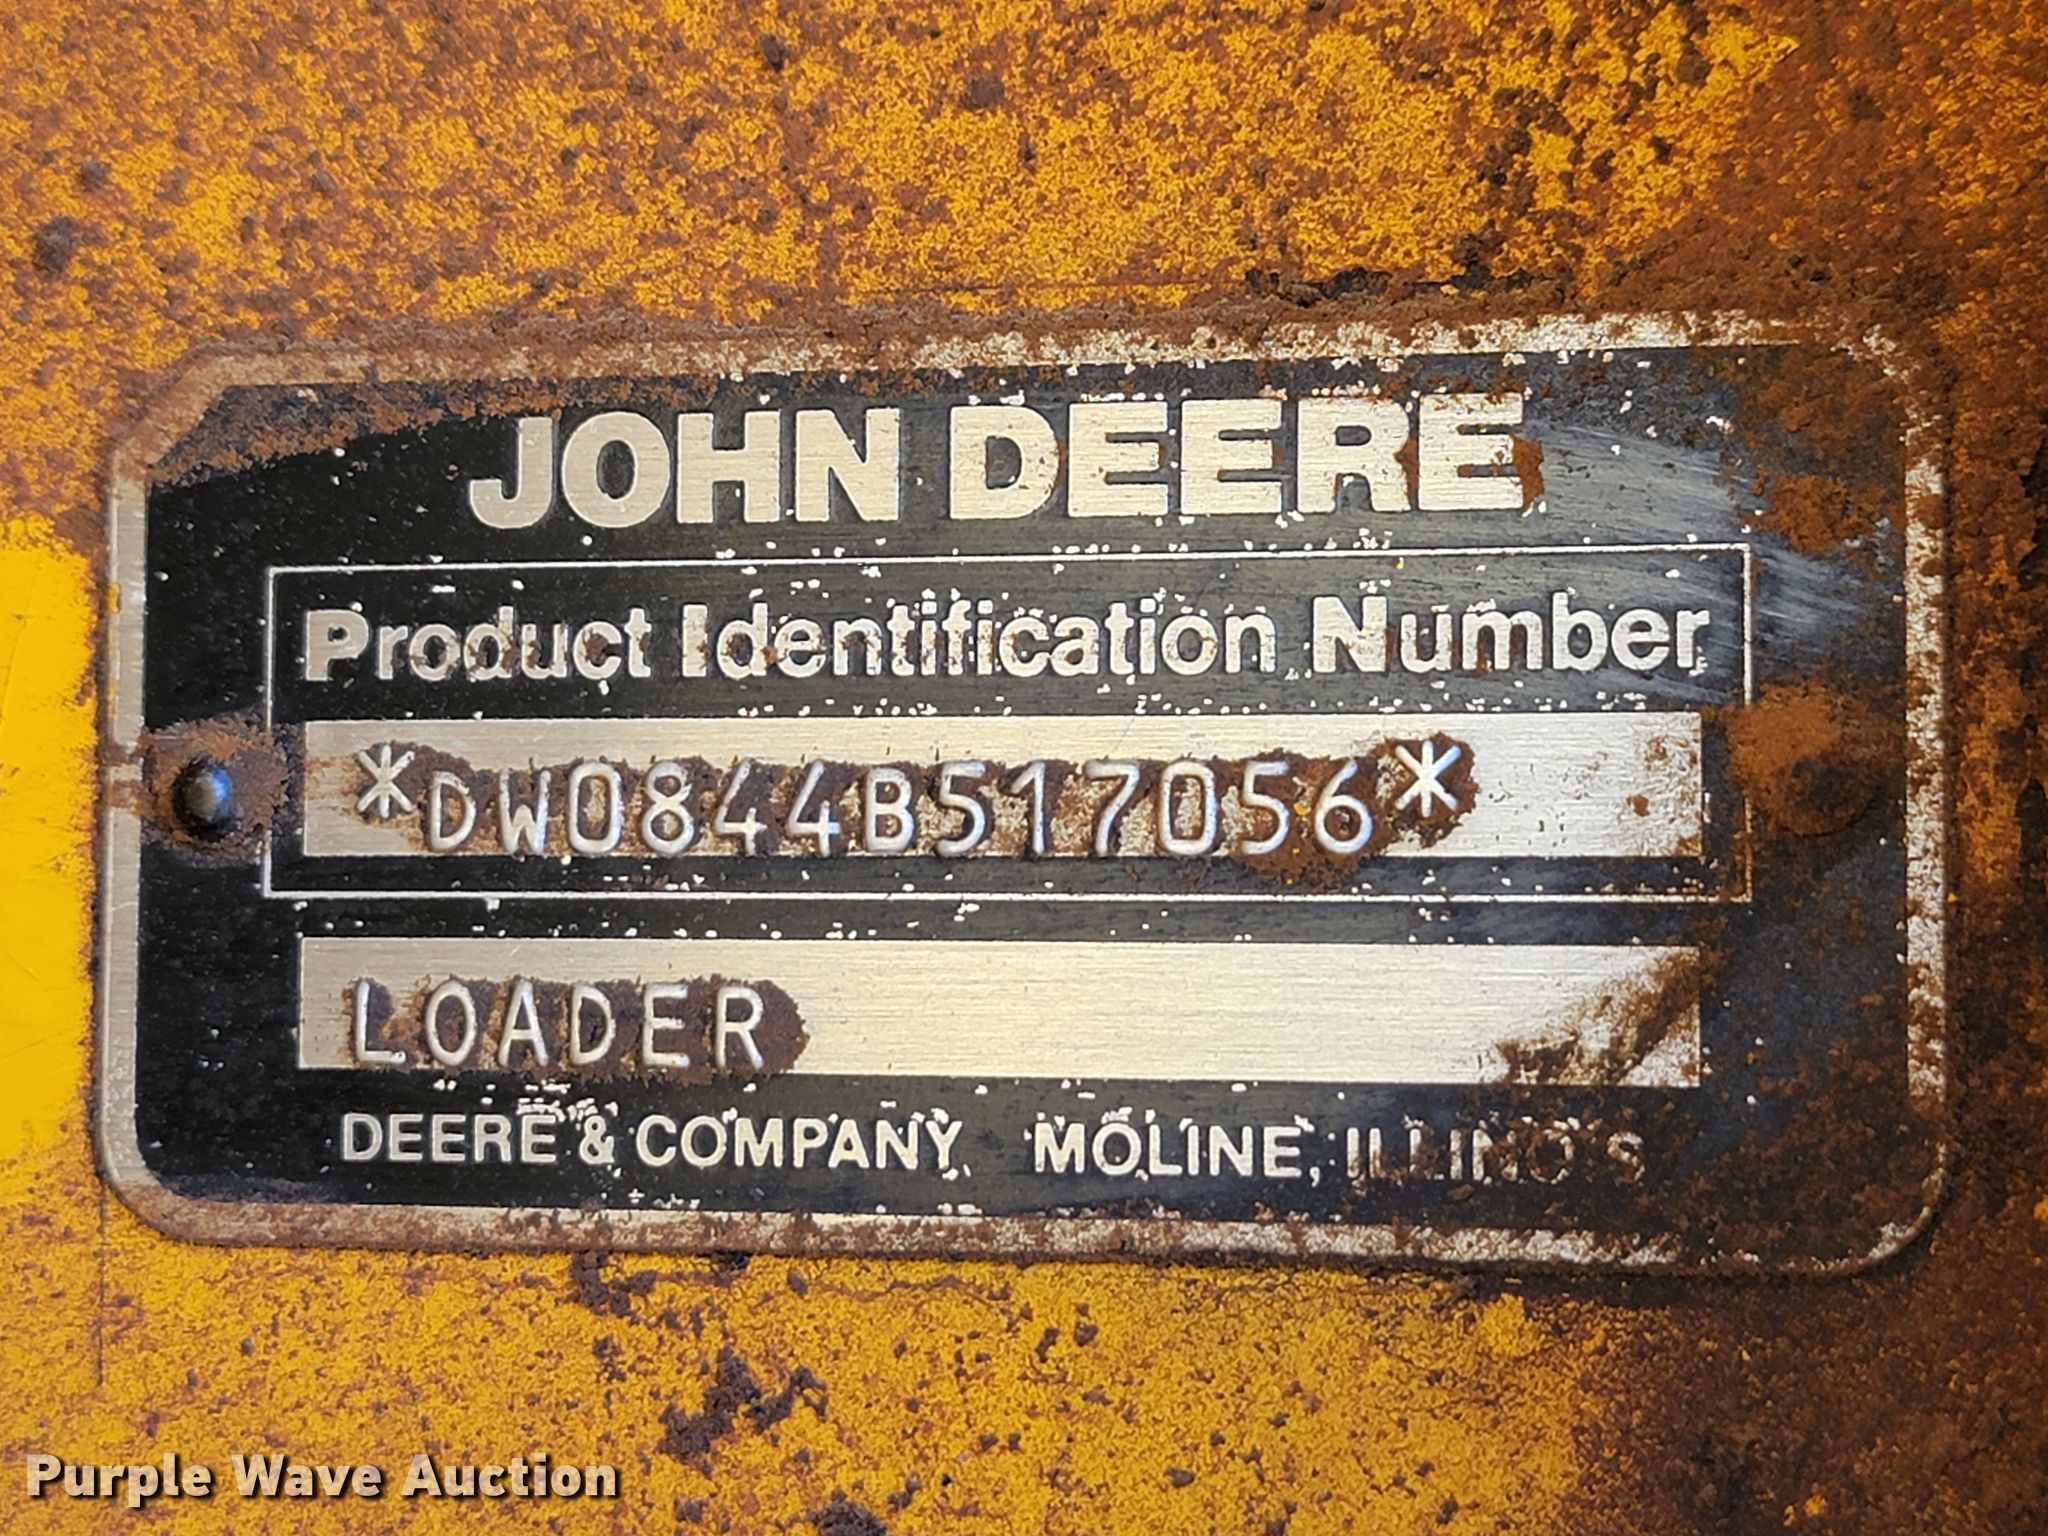 JOHN DEERE
Product Identification Number
*DW0844B517056*
LOADER
DEERE & COMPANY MOLINE, ILLINOIS
Purple Wave Auction